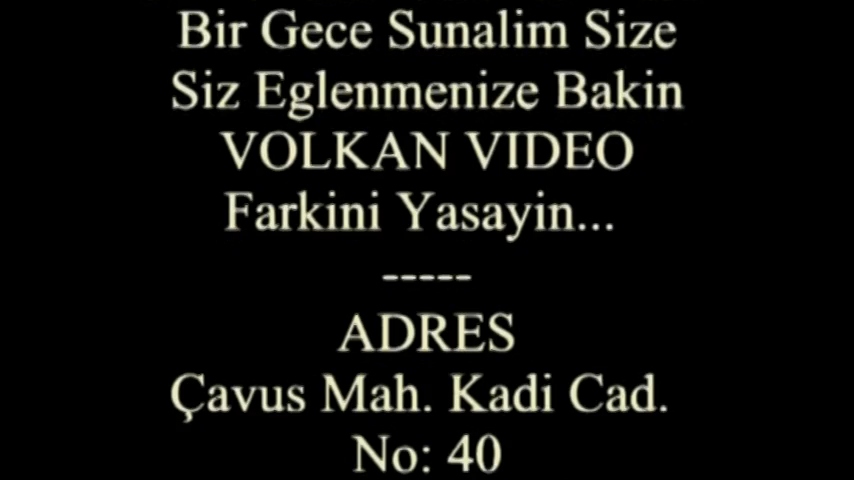 Bir Gece Sunalim Size
Siz Eglenmenize Bakin
VOLKAN VIDEO
Farkini Yasayin...
-----
ADRES
Çavus Mah. Kadi Cad.
No: 40